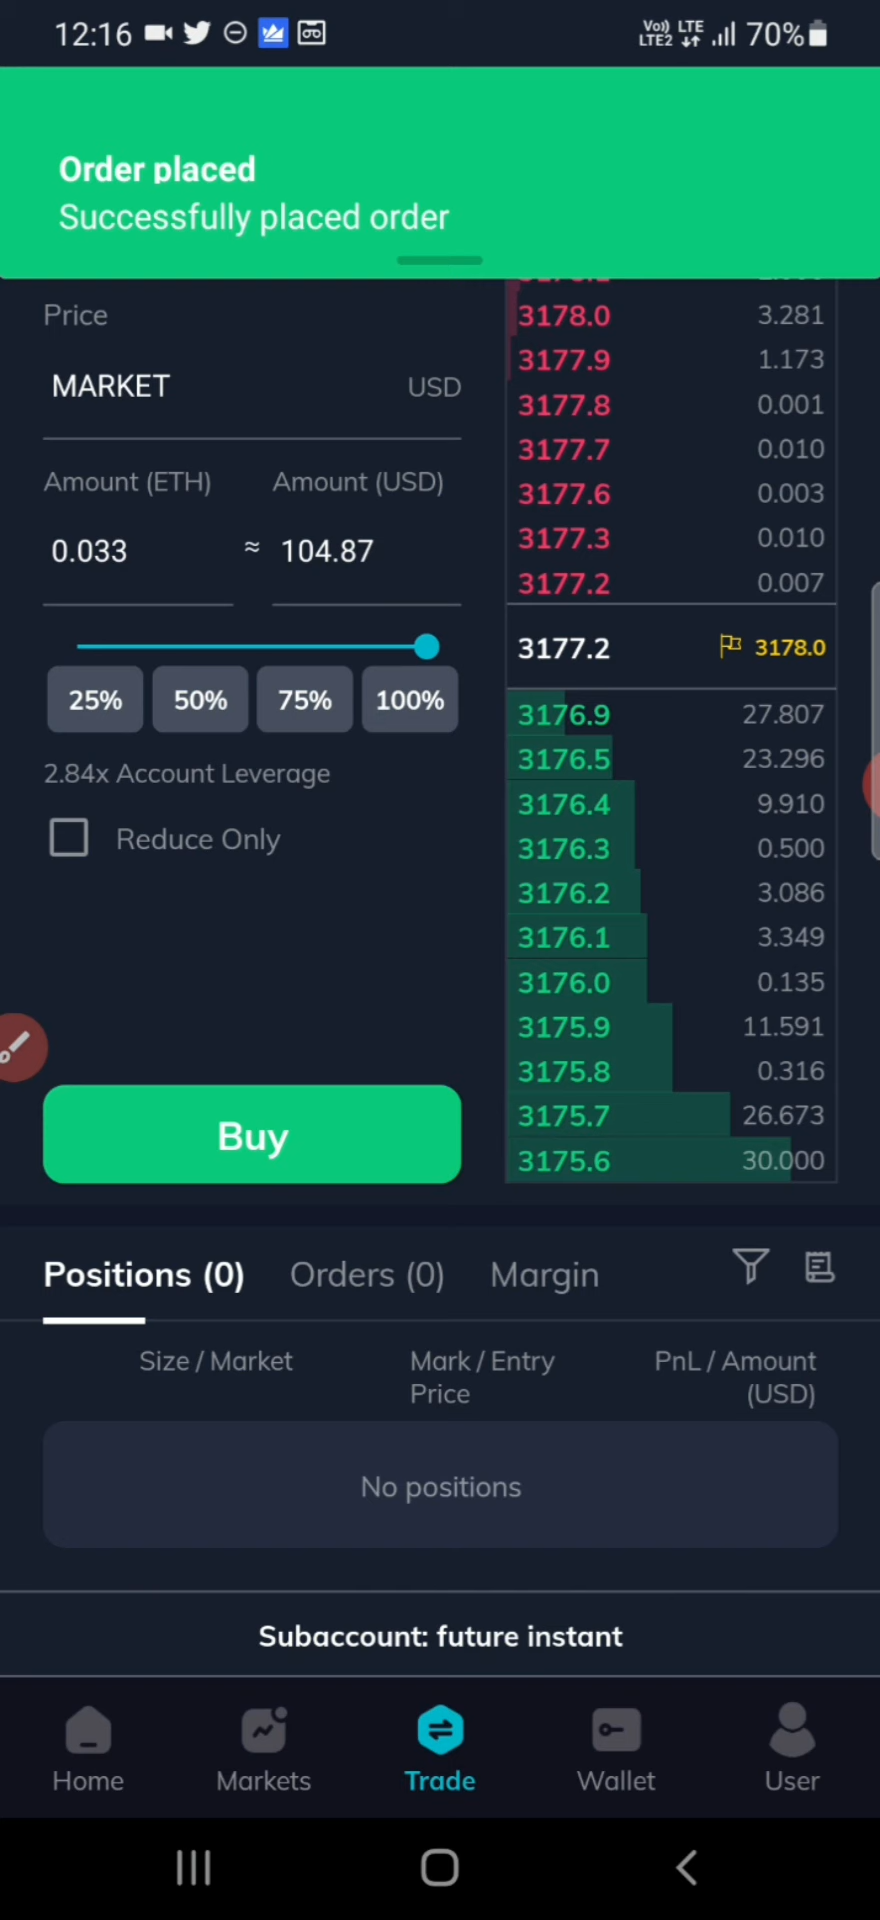 12:16
Vo)) LTE
LTE2
70%
Order placed
Successfully placed order
Price
MARKET USD
Amount (ETH) Amount (USD)
0.033 ≈ 104.87
25% 50% 75% 100%
2.84x Account Leverage
Reduce Only
Buy
3178.0 3.281
3177.9 1.173
3177.8 0.001
3177.7 0.010
3177.6 0.003
3177.3 0.010
3177.2 0.007
3177.2 3178.0
3176.9 27.807
3176.5 23.296
3176.4 9.910
3176.3 0.500
3176.2 3.086
3176.1 3.349
3176.0 0.135
3175.9 11.591
3175.8 0.316
3175.7 26.673
3175.6 30.000
Positions (0) Orders (0) Margin
Size / Market Mark / Entry PnL / Amount
Price (USD)
No positions
Subaccount: future instant
Home Markets Trade Wallet User